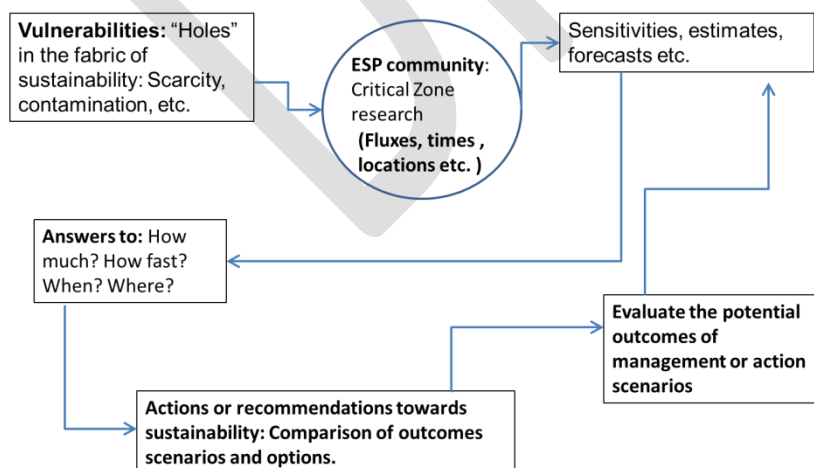 Vulnerabilities: “Holes”
in the fabric of
sustainability: Scarcity,
contamination, etc.
ESP community:
Critical Zone
research
(Fluxes, times ,
locations etc. )
Sensitivities, estimates,
forecasts etc.
Answers to: How
much? How fast?
When? Where?
Actions or recommendations towards
sustainability: Comparison of outcomes
scenarios and options.
Evaluate the potential
outcomes of
management or action
scenarios